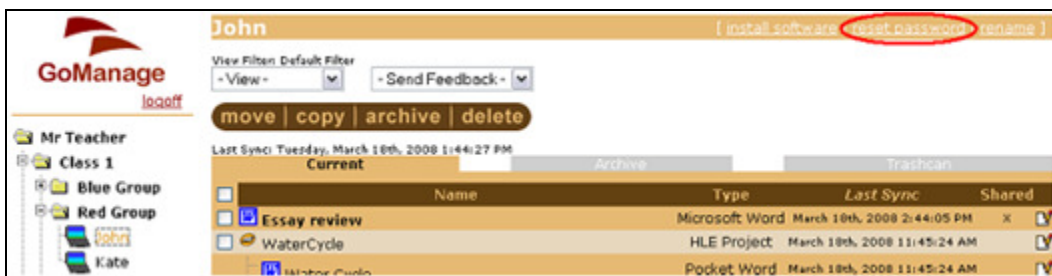 John [ install software reset password rename ]
GoManage
logoff
View Filter: Default Filter
- View - - Send Feedback -
move | copy | archive | delete
Last Sync: Tuesday, March 18th, 2008 1:44:27 PM
Current Archive Trashcan
Name Type Last Sync Shared
Essay review Microsoft Word March 18th, 2008 2:44:05 PM X
WaterCycle HLE Project March 18th, 2008 11:45:24 AM
Water Cycle Pocket Word March 18th, 2008 11:45:24 AM
Mr Teacher
Class 1
Blue Group
Red Group
John
Kate